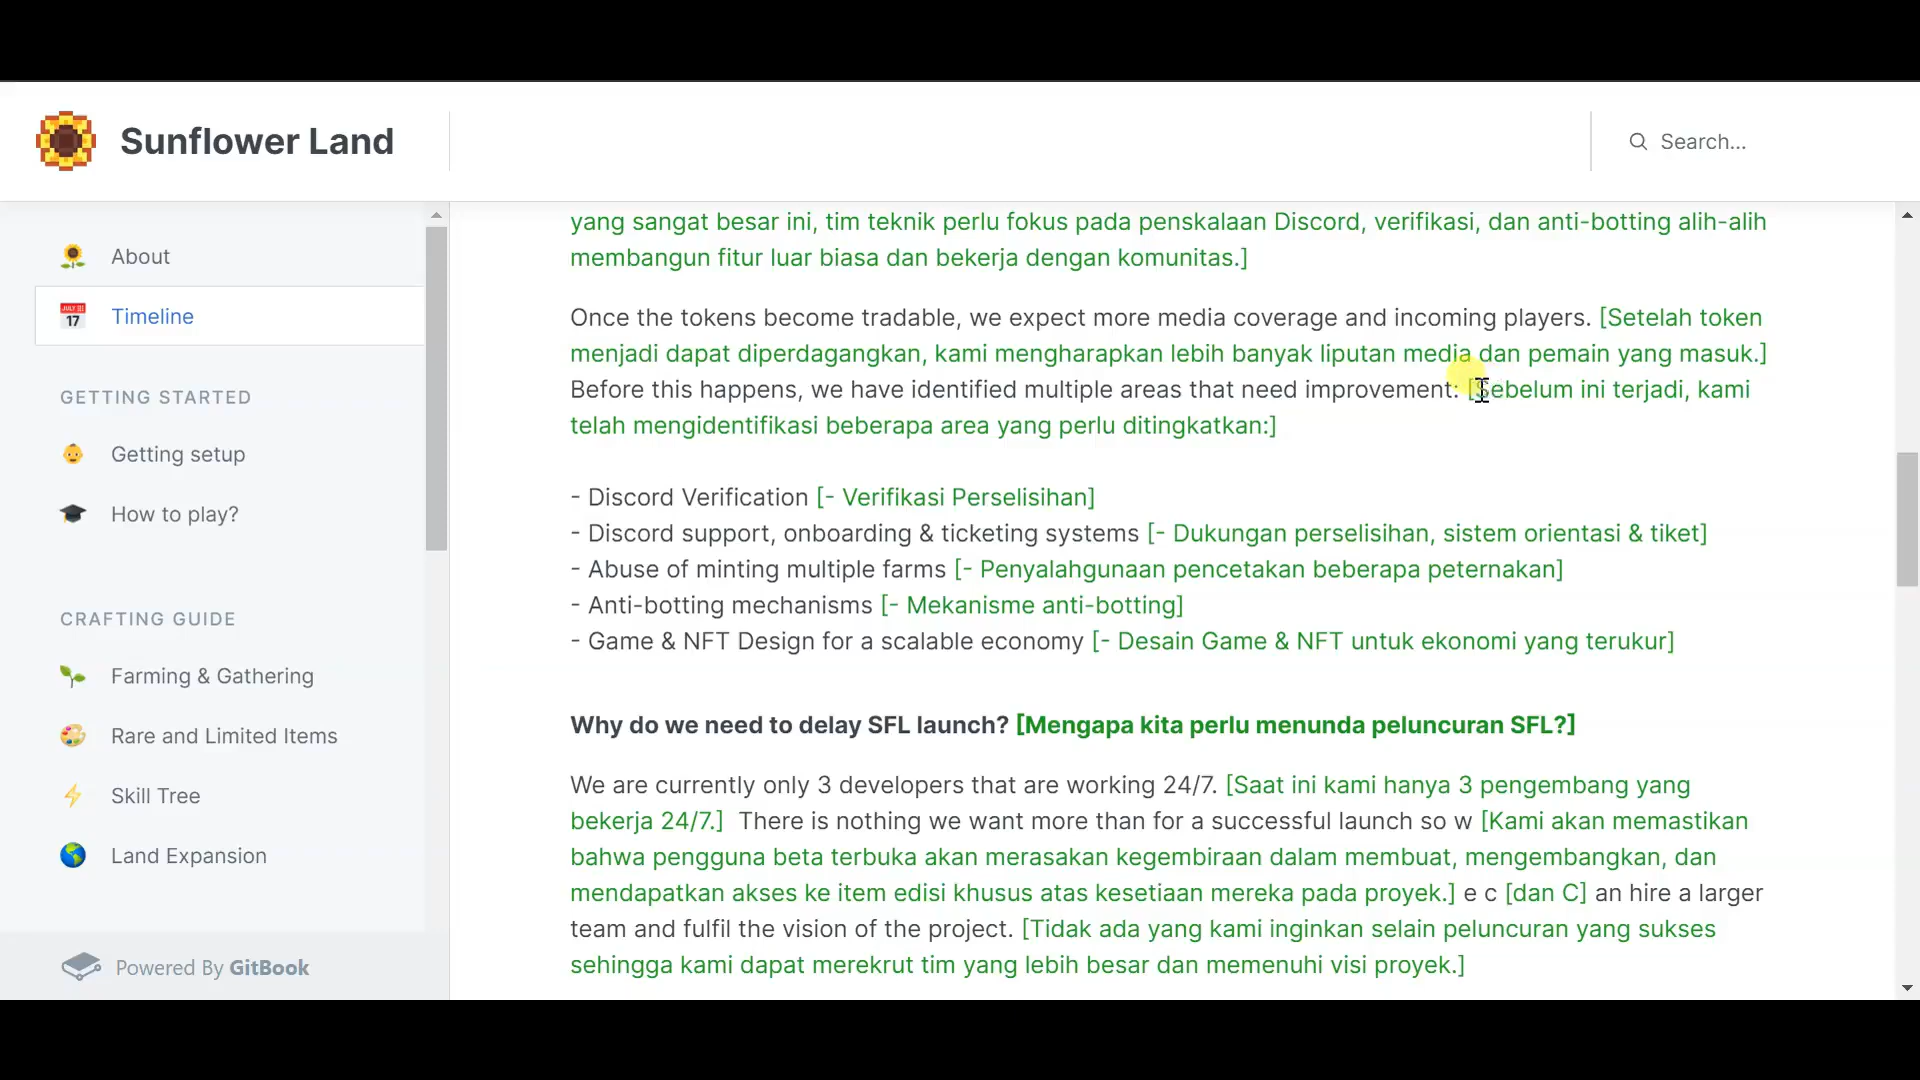 Sunflower Land
Search...
About
JULY 17
Timeline
GETTING STARTED
Getting setup
How to play?
CRAFTING GUIDE
Farming & Gathering
Rare and Limited Items
Skill Tree
Land Expansion
Powered By GitBook
yang sangat besar ini, tim teknik perlu fokus pada penskalaan Discord, verifikasi, dan anti-botting alih-alih
membangun fitur luar biasa dan bekerja dengan komunitas.]
Once the tokens become tradable, we expect more media coverage and incoming players. [Setelah token
menjadi dapat diperdagangkan, kami mengharapkan lebih banyak liputan media dan pemain yang masuk.]
Before this happens, we have identified multiple areas that need improvement: [Sebelum ini terjadi, kami
telah mengidentifikasi beberapa area yang perlu ditingkatkan:]
- Discord Verification [- Verifikasi Perselisihan]
- Discord support, onboarding & ticketing systems [- Dukungan perselisihan, sistem orientasi & tiket]
- Abuse of minting multiple farms [- Penyalahgunaan pencetakan beberapa peternakan]
- Anti-botting mechanisms [- Mekanisme anti-botting]
- Game & NFT Design for a scalable economy [- Desain Game & NFT untuk ekonomi yang terukur]
Why do we need to delay SFL launch? [Mengapa kita perlu menunda peluncuran SFL?]
We are currently only 3 developers that are working 24/7. [Saat ini kami hanya 3 pengembang yang
bekerja 24/7.]  There is nothing we want more than for a successful launch so w [Kami akan memastikan
bahwa pengguna beta terbuka akan merasakan kegembiraan dalam membuat, mengembangkan, dan
mendapatkan akses ke item edisi khusus atas kesetiaan mereka pada proyek.] e c [dan C] an hire a larger
team and fulfil the vision of the project. [Tidak ada yang kami inginkan selain peluncuran yang sukses
sehingga kami dapat merekrut tim yang lebih besar dan memenuhi visi proyek.]